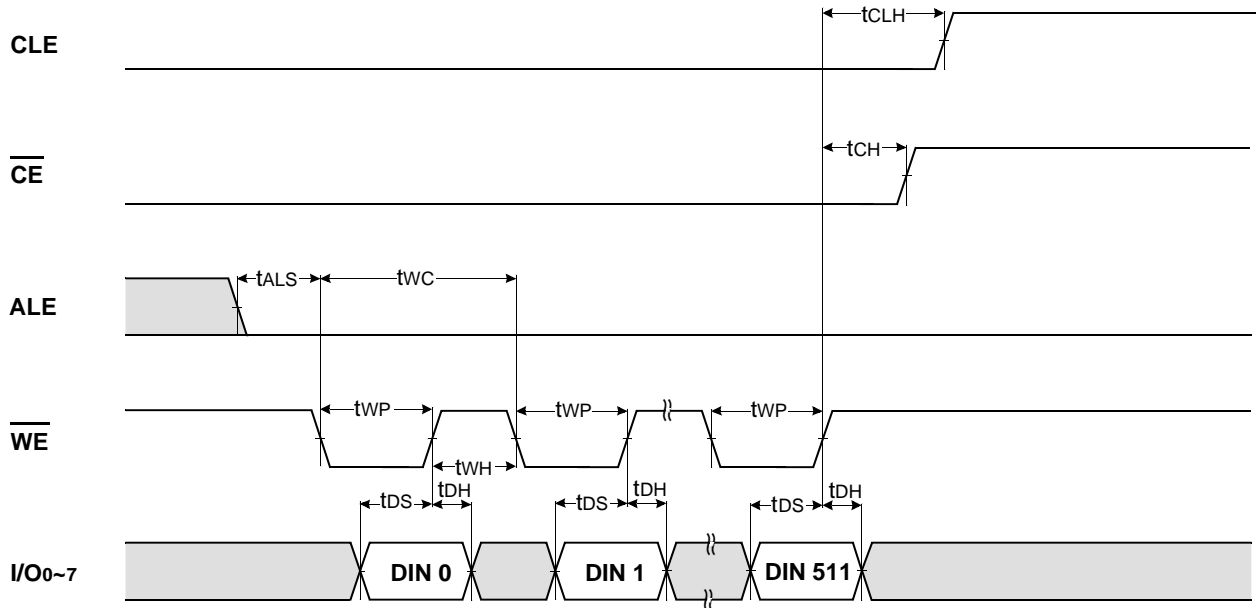 CLE
tCLH
CE
tCH
ALE
tALS
tWC
WE
tWP
tWP
tWP
tWH
tDS
tDH
tDS
tDH
tDS
tDH
I/O0~7
DIN 0
DIN 1
DIN 511